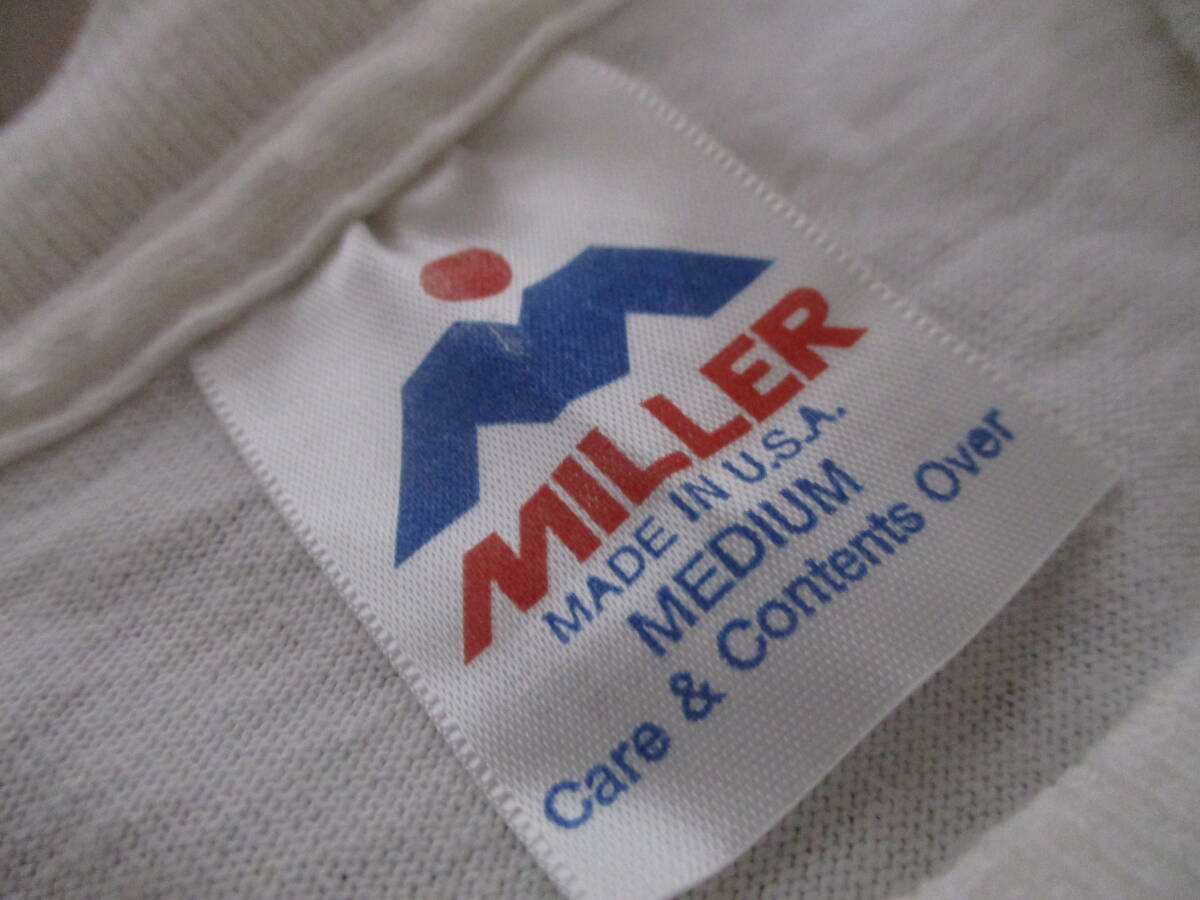 MILLER
MADE IN U.S.A.
MEDIUM
Care & Contents Over